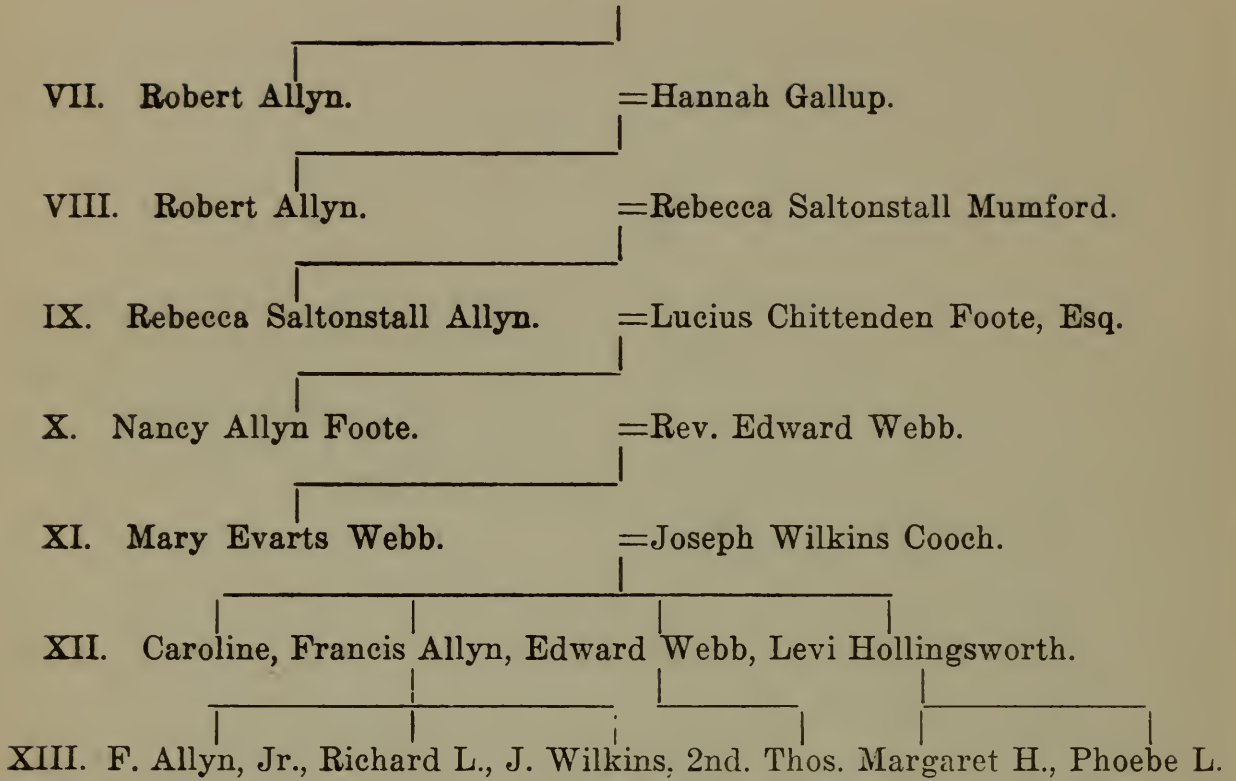 VII. Robert Allyn. =Hannah Gallup.
VIII. Robert Allyn. =Rebecca Saltonstall Mumford.
IX. Rebecca Saltonstall Allyn. =Lucius Chittenden Foote, Esq.
X. Nancy Allyn Foote. =Rev. Edward Webb.
XI. Mary Evarts Webb. =Joseph Wilkins Cooch.
XII. Caroline, Francis Allyn, Edward Webb, Levi Hollingsworth.
XIII. F. Allyn, Jr., Richard L., J. Wilkins, 2nd. Thos. Margaret H., Phoebe L.